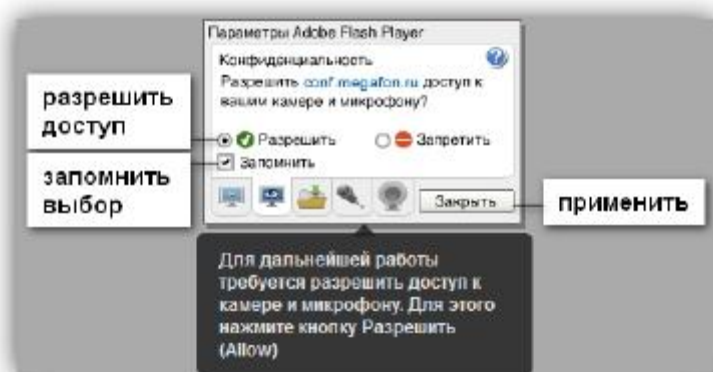 Параметры Adobe Flash Player
Конфиденциальность
Разрешить conf.megafon.ru доступ к
вашим камере и микрофону?
Разрешить
Запретить
Запомнить
Закрыть
разрешить
доступ
запомнить
выбор
применить
Для дальнейшей работы
требуется разрешить доступ к
камере и микрофону. Для этого
нажмите кнопку Разрешить
(Allow)